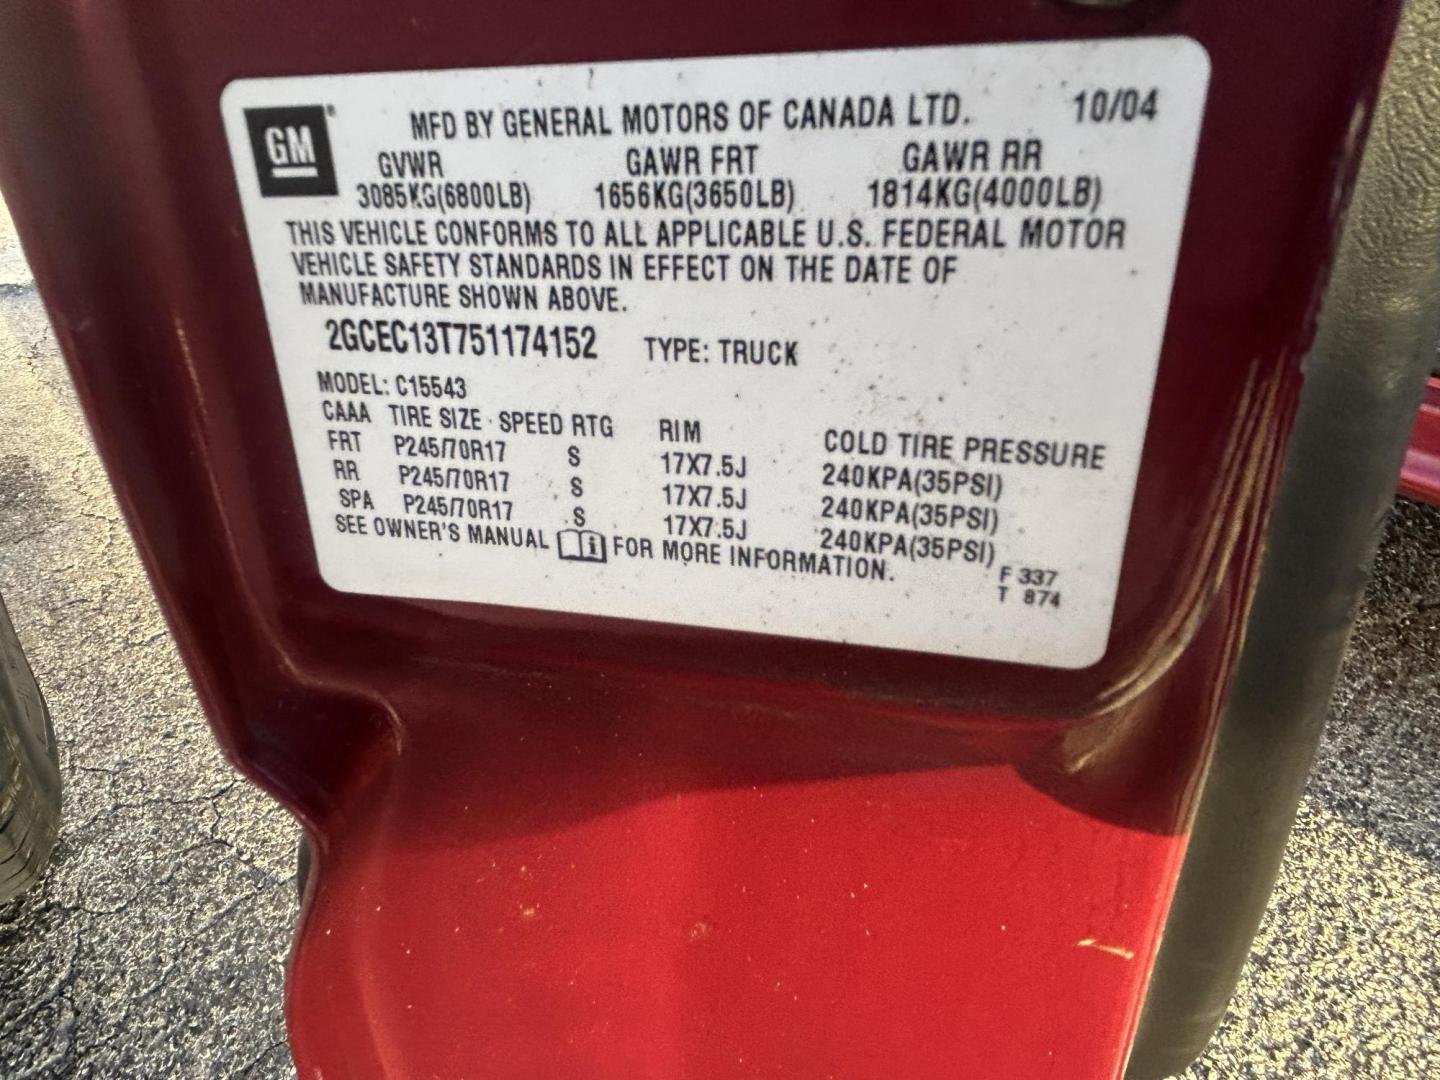 GM®
MFD BY GENERAL MOTORS OF CANADA LTD. 10/04
GVWR GAWR FRT GAWR RR
3085KG(6800LB) 1656KG(3650LB) 1814KG(4000LB)
THIS VEHICLE CONFORMS TO ALL APPLICABLE U.S. FEDERAL MOTOR
VEHICLE SAFETY STANDARDS IN EFFECT ON THE DATE OF
MANUFACTURE SHOWN ABOVE.
2GCEC13T751174152 TYPE: TRUCK
MODEL: C15543
CAAA TIRE SIZE SPEED RTG RIM COLD TIRE PRESSURE
FRT P245/70R17 S 17X7.5J 240KPA(35PSI)
RR P245/70R17 S 17X7.5J 240KPA(35PSI)
SPA P245/70R17 S 17X7.5J 240KPA(35PSI)
SEE OWNER'S MANUAL FOR MORE INFORMATION.
F 337
T 874